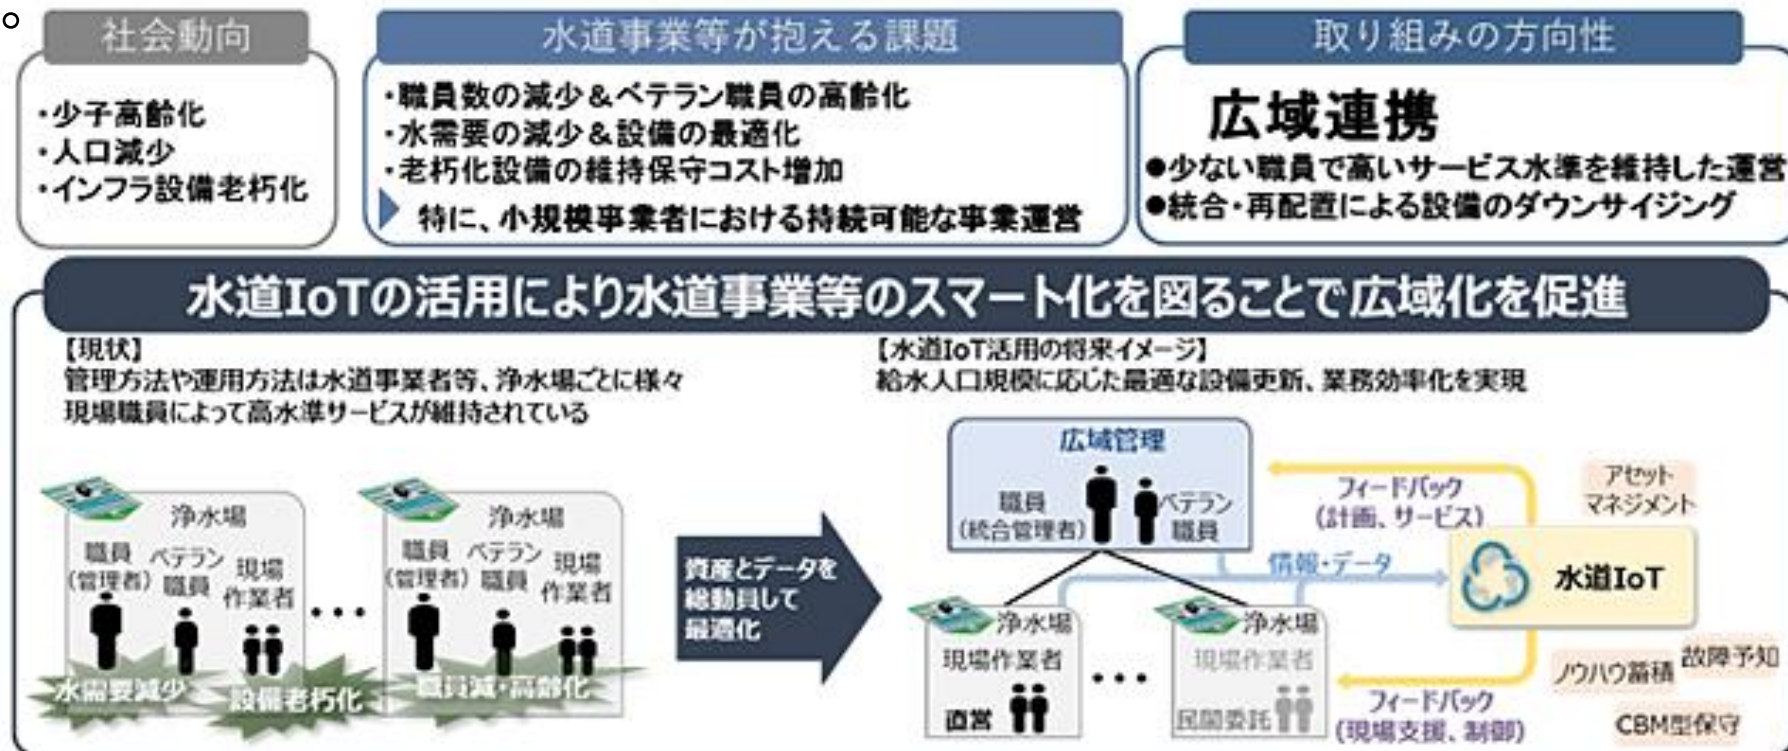 。
社会動向
・少子高齢化
・人口減少
・インフラ設備老朽化
水道事業等が抱える課題
・職員数の減少＆ベテラン職員の高齢化
・水需要の減少＆設備の最適化
・老朽化設備の維持保守コスト増加
特に、小規模事業者における持続可能な事業運営
取り組みの方向性
広域連携
●少ない職員で高いサービス水準を維持した運営
●統合・再配置による設備のダウンサイジング
水道IoTの活用により水道事業等のスマート化を図ることで広域化を促進
【現状】
管理方法や運用方法は水道事業者等、浄水場ごとに様々
現場職員によって高水準サービスが維持されている
浄水場
職員
(管理者)
ベテラン
職員
現場
作業者
・・・
浄水場
職員
(管理者)
ベテラン
職員
現場
作業者
水需要減少
設備老朽化
職員減・高齢化
資産とデータを
総動員して
最適化
【水道IoT活用の将来イメージ】
給水人口規模に応じた最適な設備更新、業務効率化を実現
広域管理
職員
(統合管理者)
ベテラン
職員
フィードバック
(計画、サービス)
情報・データ
アセット
マネジメント
水道IoT
浄水場
現場作業者
直営
・・・
浄水場
現場作業者
民間委託
フィードバック
(現場支援、制御)
ノウハウ蓄積
故障予知
CBM型保守